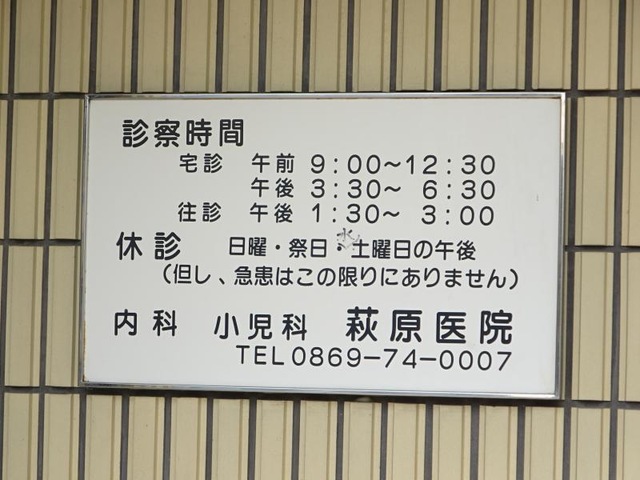 診察時間
宅診 午前 9:00～12:30
午後 3:30～ 6:30
往診 午後 1:30～ 3:00
水
休診 日曜・祭日・土曜日の午後
(但し、急患はこの限りにありません)
内科 小児科 萩原医院
TEL0869-74-0007